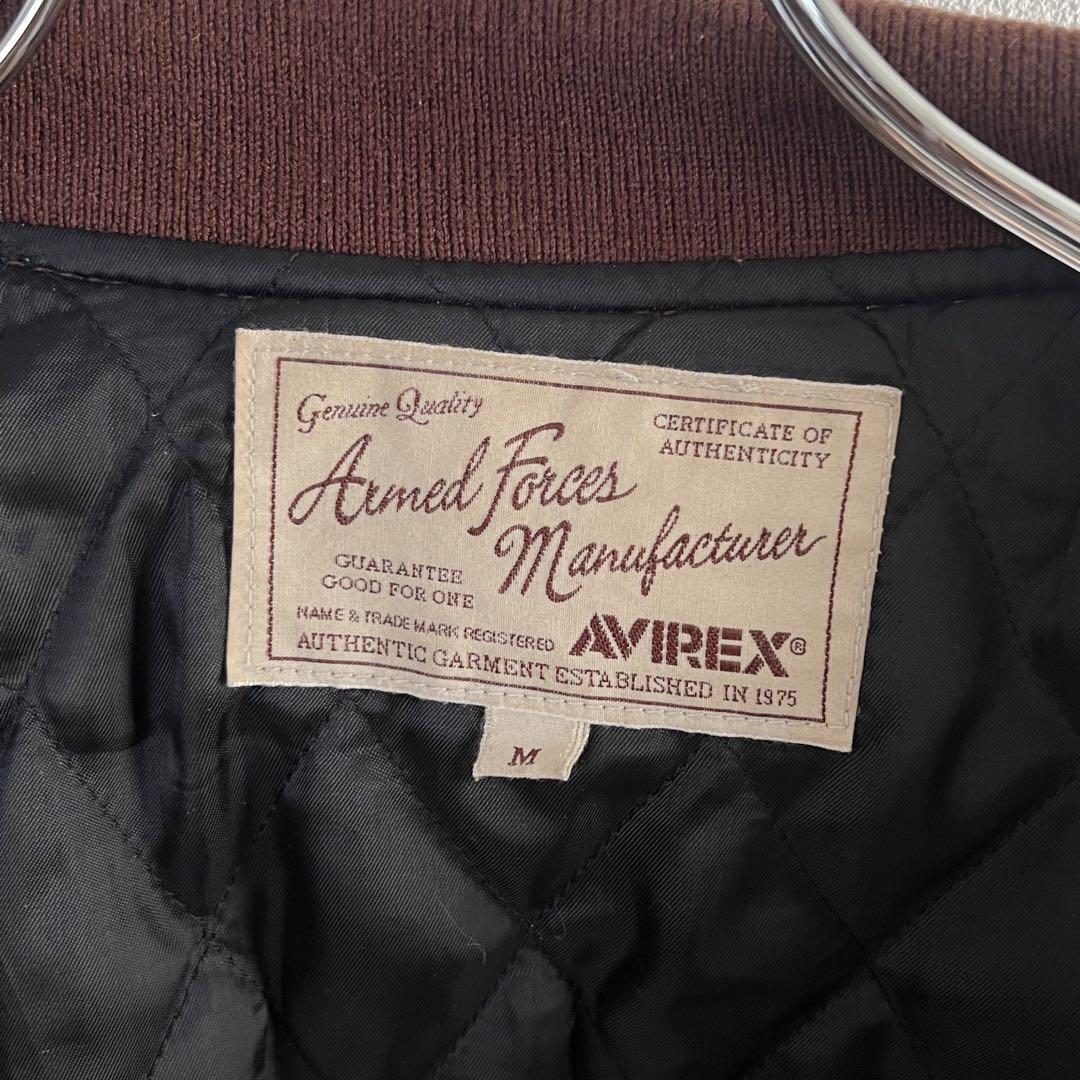 Genuine Quality
CERTIFICATE OF
AUTHENTICITY
Armed Forces
Manufacturer
GUARANTEE
GOOD FOR ONE
NAME & TRADE MARK REGISTERED
AVIREX®
AUTHENTIC GARMENT ESTABLISHED IN 1975
M